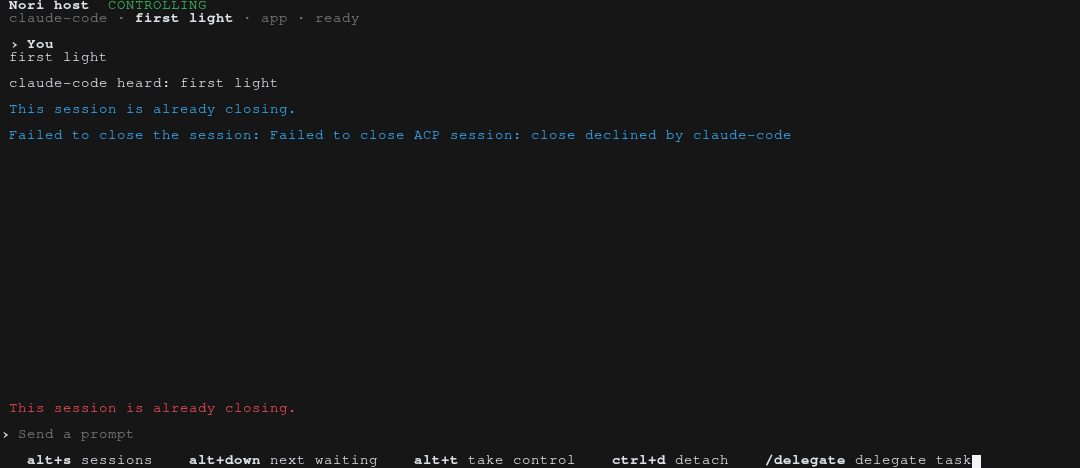 Nori host  CONTROLLING
claude-code · first light · app · ready
› You
first light
claude-code heard: first light
This session is already closing.
Failed to close the session: Failed to close ACP session: close declined by claude-code
This session is already closing.
› Send a prompt
alt+s sessions    alt+down next waiting    alt+t take control    ctrl+d detach    /delegate delegate task